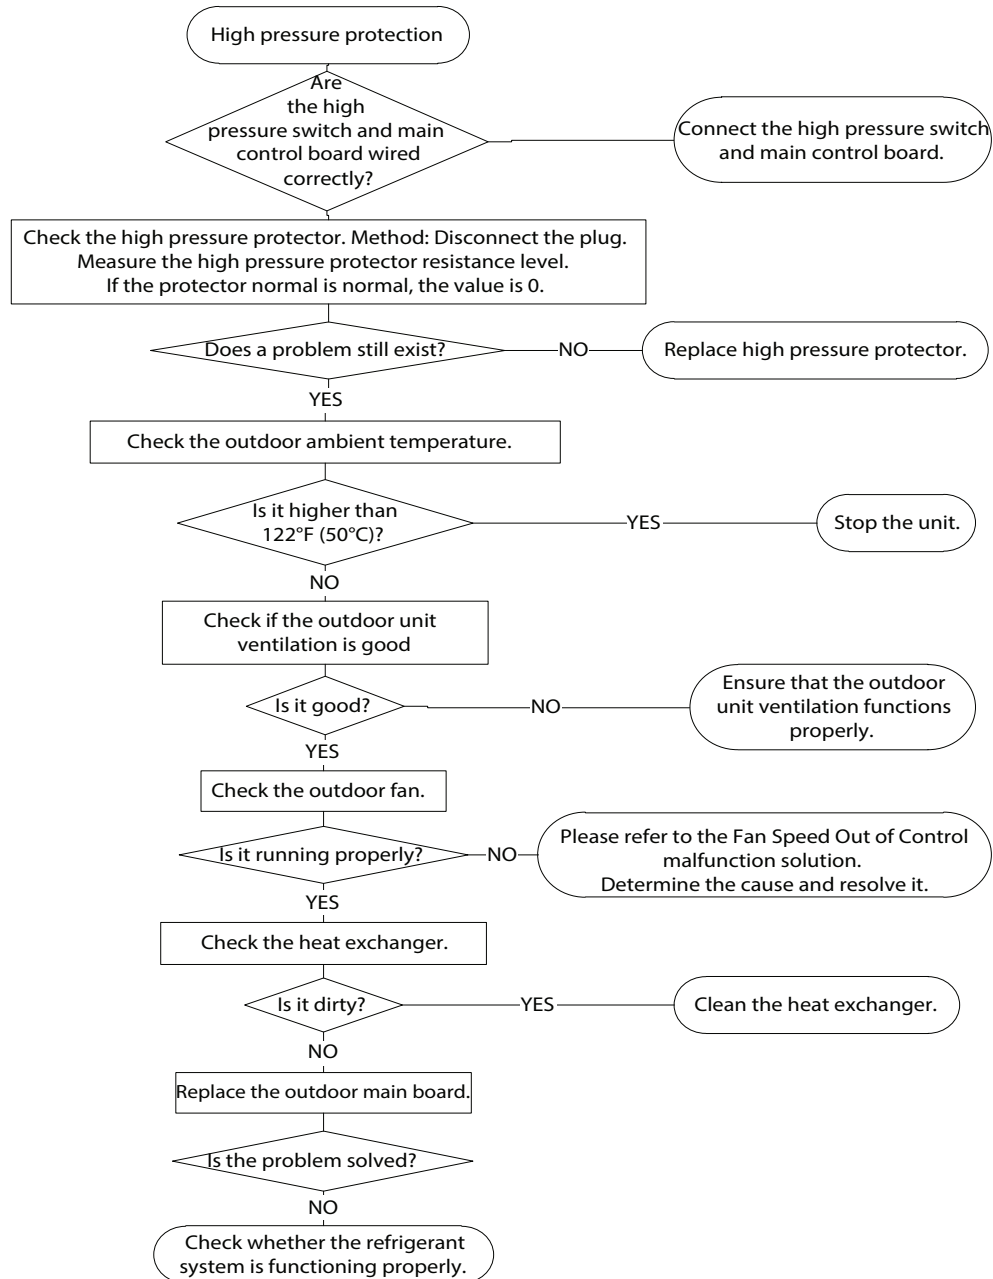 High pressure protection
Are
the high
pressure switch and main
control board wired
correctly?
Connect the high pressure switch
and main control board.
Check the high pressure protector. Method: Disconnect the plug.
Measure the high pressure protector resistance level.
If the protector normal is normal, the value is 0.
Does a problem still exist?
NO
Replace high pressure protector.
YES
Check the outdoor ambient temperature.
Is it higher than
122°F (50°C)?
YES
Stop the unit.
NO
Check if the outdoor unit
ventilation is good
Is it good?
NO
Ensure that the outdoor
unit ventilation functions
properly.
YES
Check the outdoor fan.
Is it running properly?
NO
Please refer to the Fan Speed Out of Control
malfunction solution.
Determine the cause and resolve it.
YES
Check the heat exchanger.
Is it dirty?
YES
Clean the heat exchanger.
NO
Replace the outdoor main board.
Is the problem solved?
NO
Check whether the refrigerant
system is functioning properly.